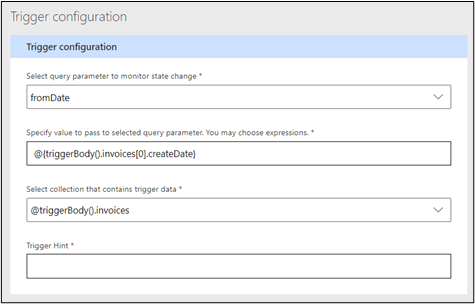 Trigger configuration
Trigger configuration
Select query parameter to monitor state change *
fromDate
Specify value to pass to selected query parameter. You may choose expressions. *
@{triggerBody().invoices[0].createDate}
Select collection that contains trigger data *
@triggerBody().invoices
Trigger Hint *